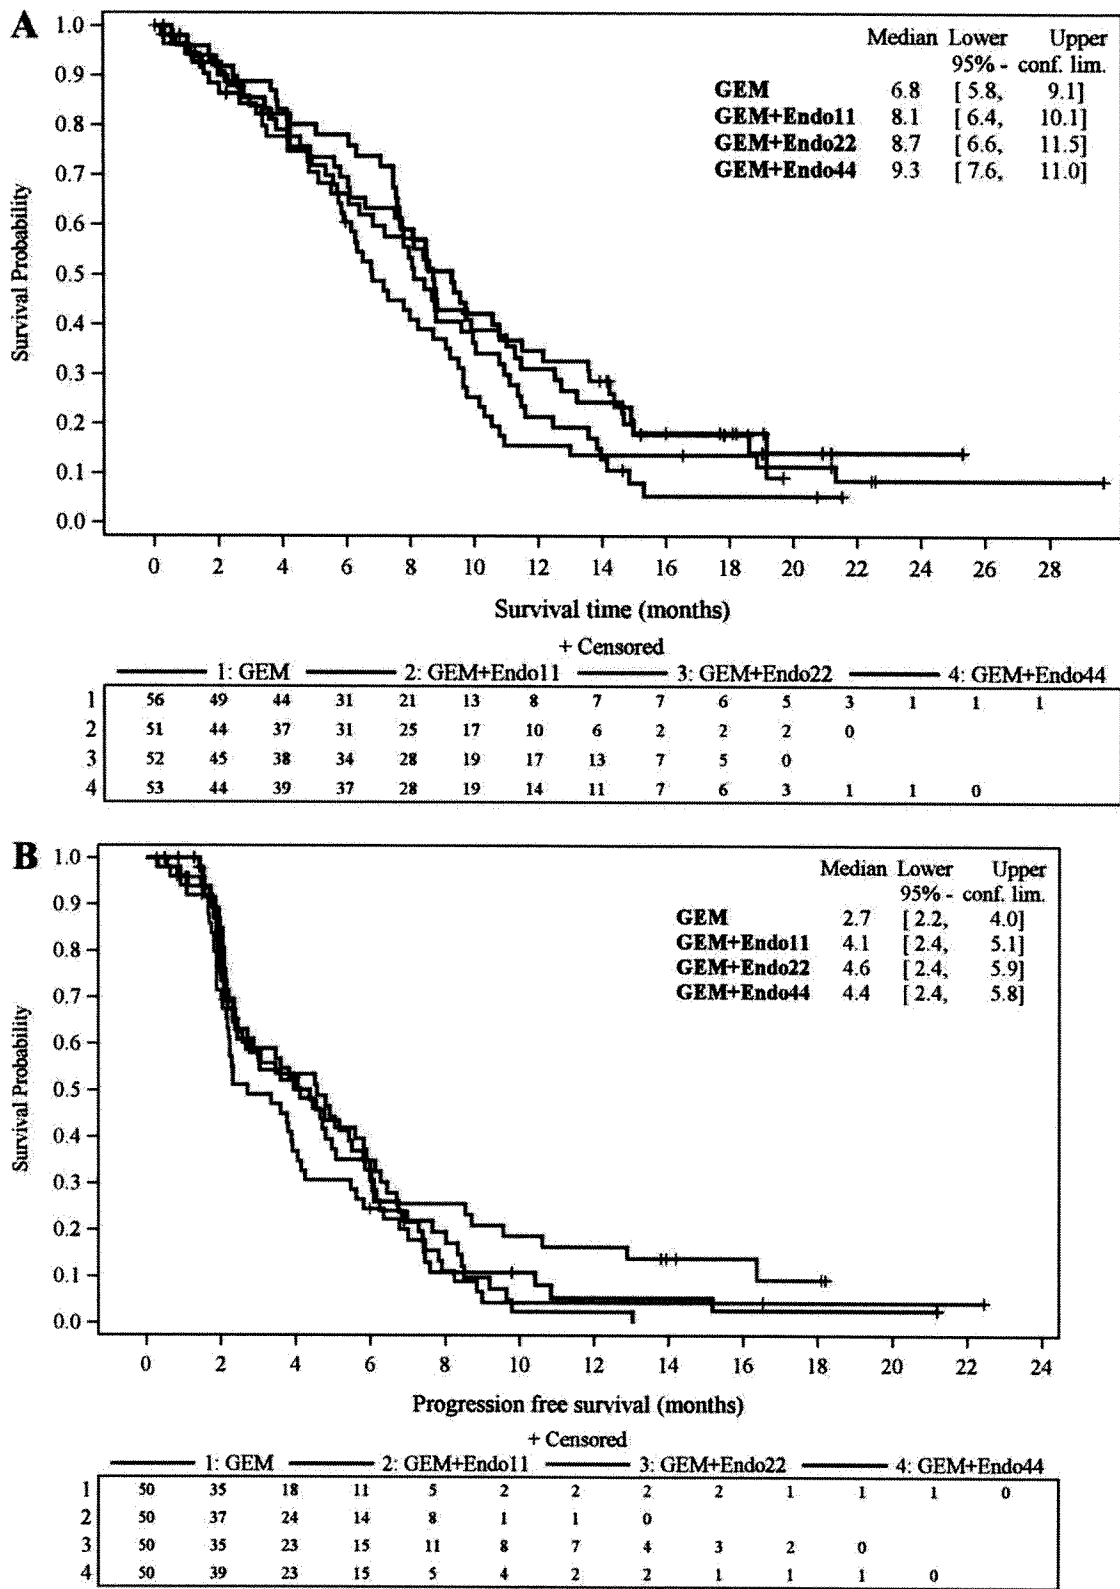 A
1.0
0.9
0.8
0.7
0.6
0.5
0.4
0.3
0.2
0.1
0.0
Survival Probability
Median Lower Upper
95% - conf. lim.
GEM 6.8 [ 5.8, 9.1]
GEM+Endo11 8.1 [ 6.4, 10.1]
GEM+Endo22 8.7 [ 6.6, 11.5]
GEM+Endo44 9.3 [ 7.6, 11.0]
0 2 4 6 8 10 12 14 16 18 20 22 24 26 28
Survival time (months)
+ Censored
1: GEM 2: GEM+Endo11 3: GEM+Endo22 4: GEM+Endo44
1 56 49 44 31 21 13 8 7 7 6 5 3 1 1 1
2 51 44 37 31 25 17 10 6 2 2 2 0
3 52 45 38 34 28 19 17 13 7 5 0
4 53 44 39 37 28 19 14 11 7 6 3 1 1 0
B
1.0
0.9
0.8
0.7
0.6
0.5
0.4
0.3
0.2
0.1
0.0
Survival Probability
Median Lower Upper
95% - conf. lim.
GEM 2.7 [ 2.2, 4.0]
GEM+Endo11 4.1 [ 2.4, 5.1]
GEM+Endo22 4.6 [ 2.4, 5.9]
GEM+Endo44 4.4 [ 2.4, 5.8]
0 2 4 6 8 10 12 14 16 18 20 22 24
Progression free survival (months)
+ Censored
1: GEM 2: GEM+Endo11 3: GEM+Endo22 4: GEM+Endo44
1 50 35 18 11 5 2 2 2 2 1 1 1 0
2 50 37 24 14 8 1 1 0
3 50 35 23 15 11 8 7 4 3 2 0
4 50 39 23 15 5 4 2 2 1 1 1 0